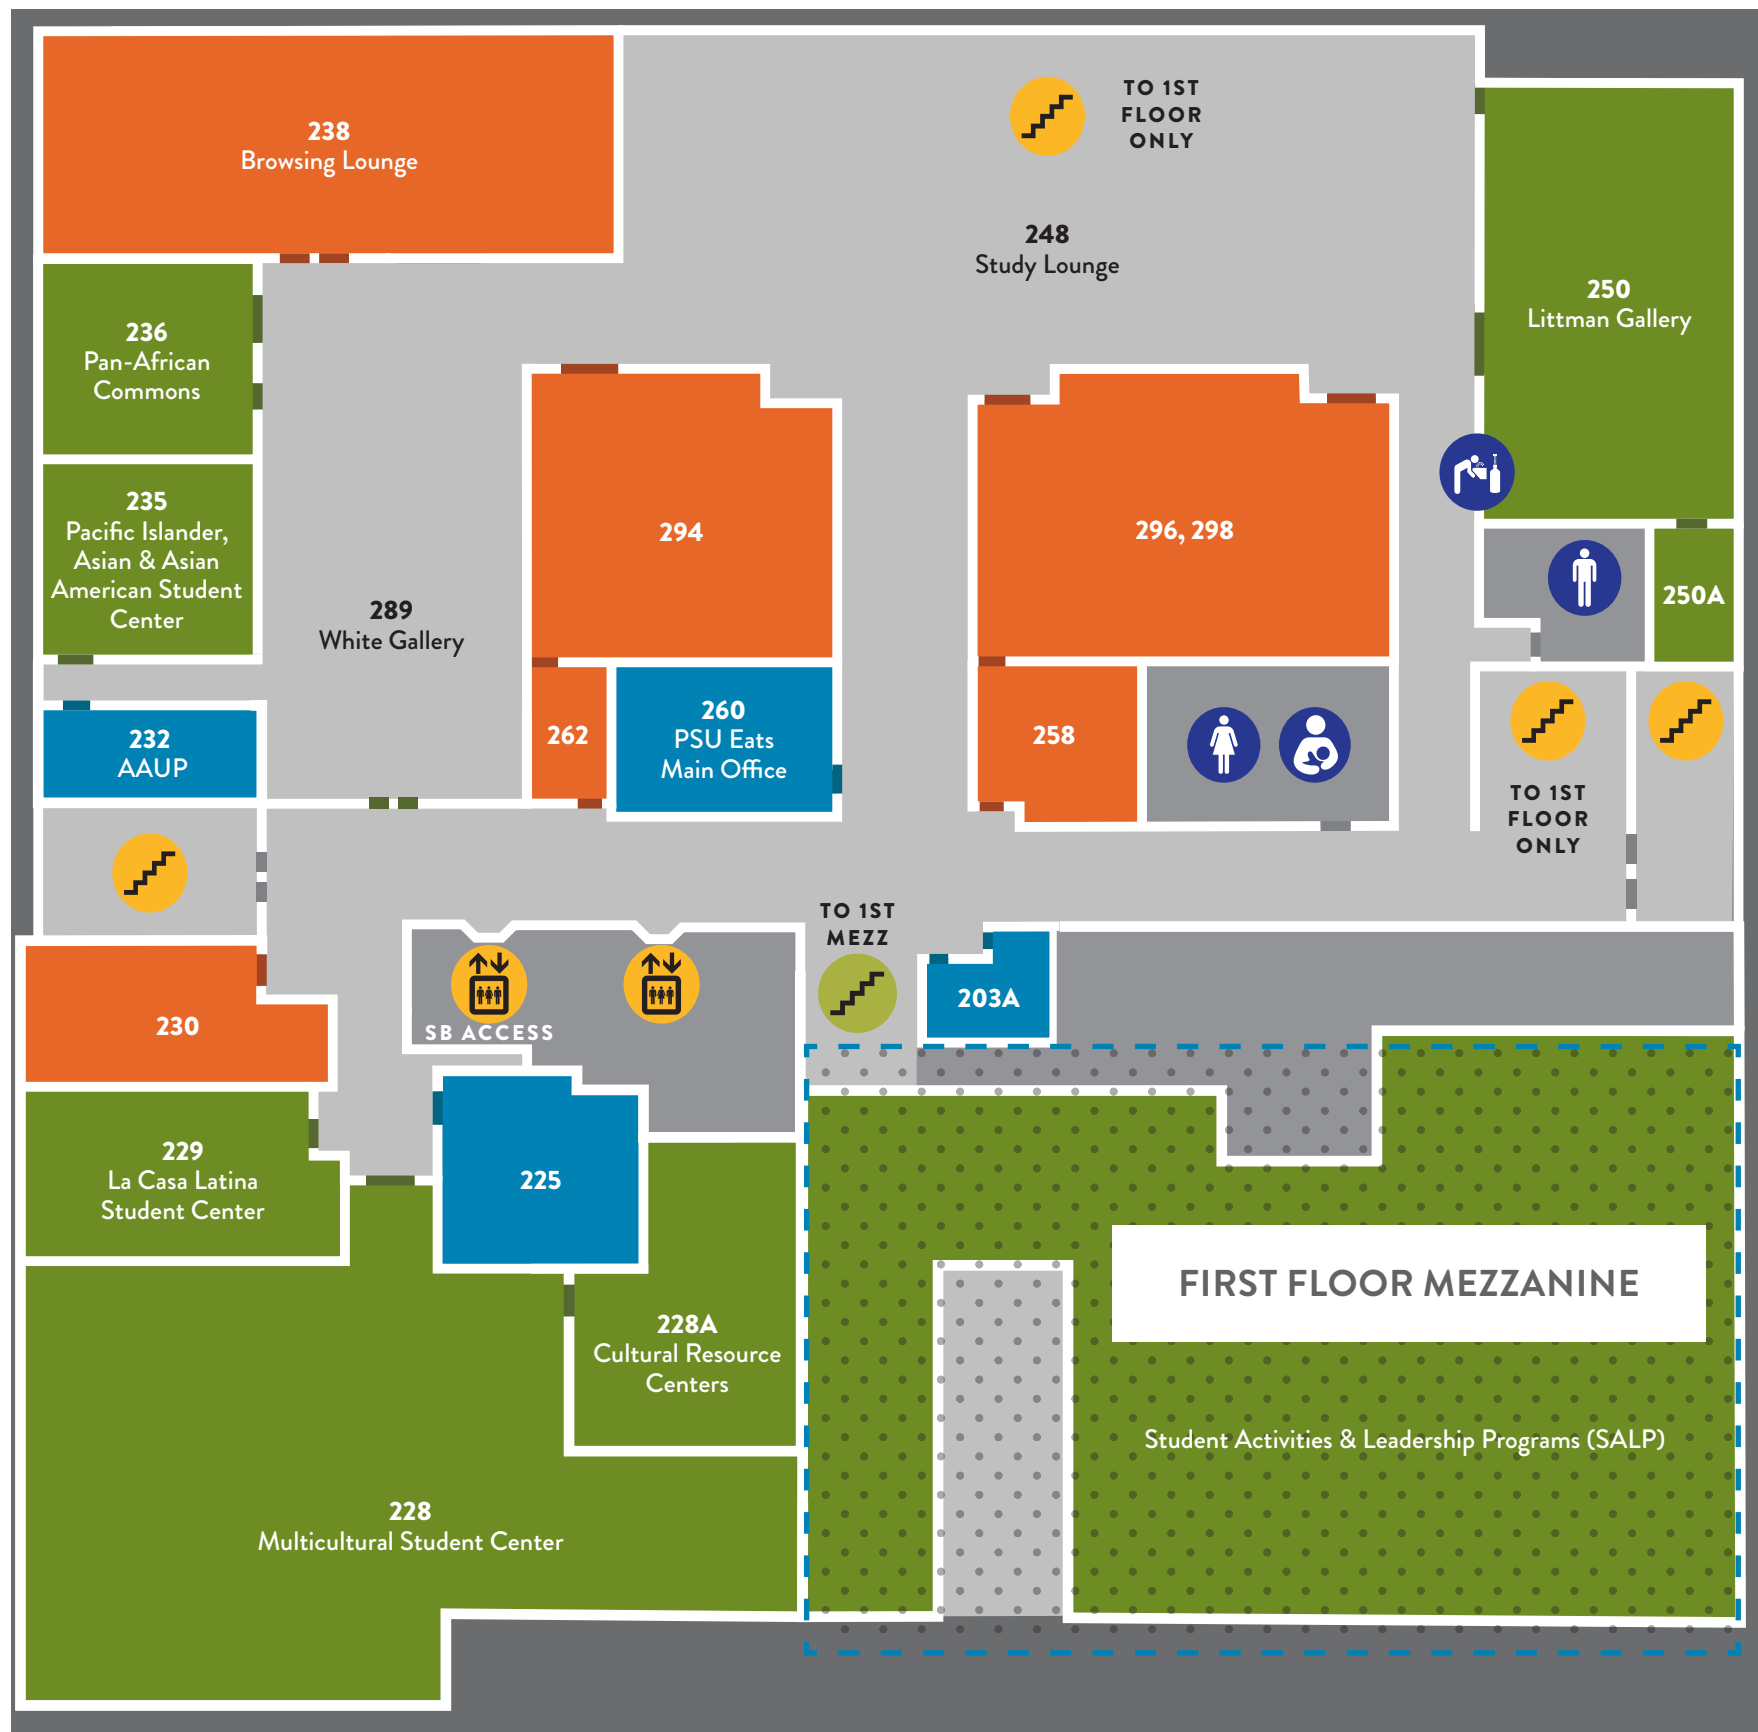 238
Browsing Lounge
TO 1ST
FLOOR
ONLY
248
Study Lounge
250
Littman Gallery
236
Pan-African
Commons
235
Pacific Islander,
Asian & Asian
American Student
Center
294
296, 298
250A
289
White Gallery
232
AAUP
262
260
PSU Eats
Main Office
258
TO 1ST
FLOOR
ONLY
TO 1ST
MEZZ
SB ACCESS
203A
230
229
La Casa Latina
Student Center
225
228A
Cultural Resource
Centers
FIRST FLOOR MEZZANINE
Student Activities & Leadership Programs (SALP)
228
Multicultural Student Center